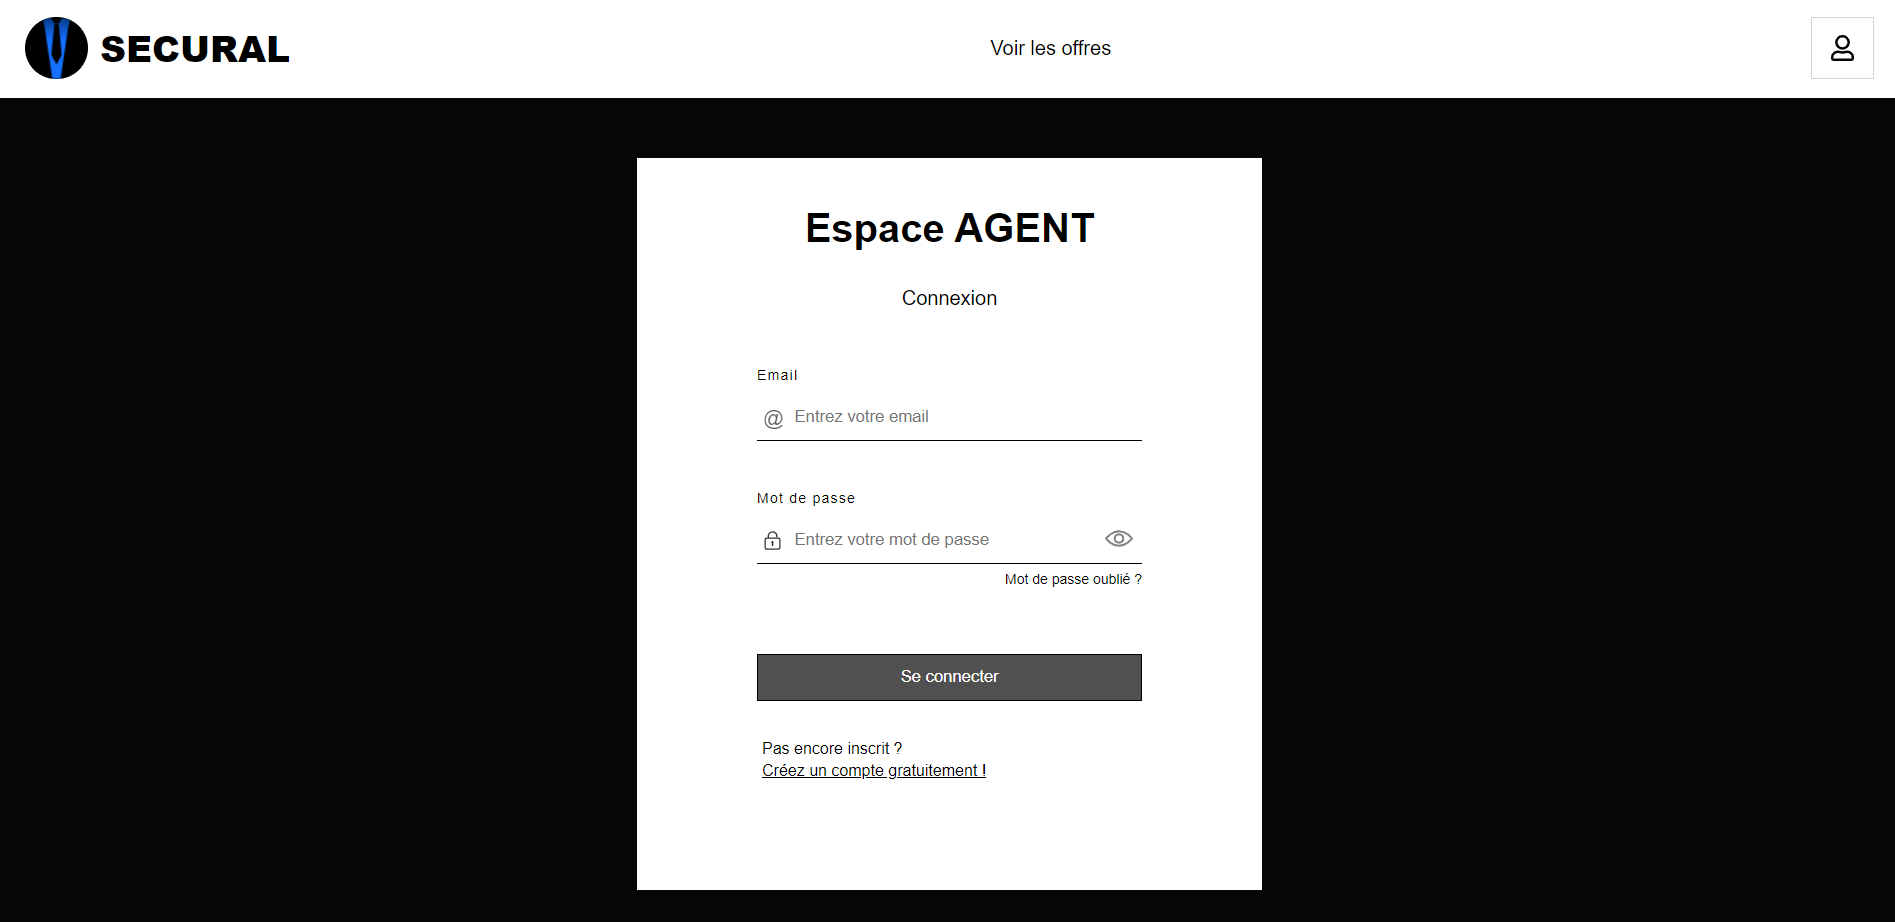 SECURAL
Voir les offres
Espace AGENT
Connexion
Email
@ Entrez votre email
Mot de passe
Entrez votre mot de passe
Mot de passe oublié ?
Se connecter
Pas encore inscrit ?
Créez un compte gratuitement !